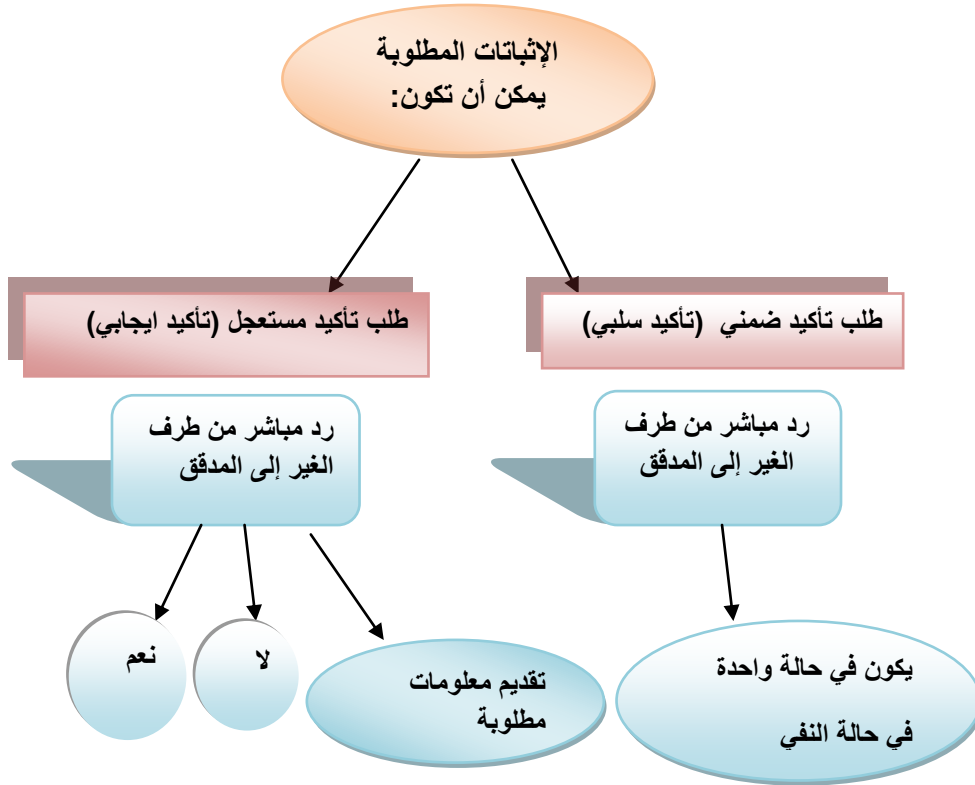 الإثباتات المطلوبة
يمكن أن تكون:
طلب تأكيد ضمني (تأكيد سلبي)
طلب تأكيد مستعجل (تأكيد ايجابي)
رد مباشر من طرف
الغير إلى المدقق
رد مباشر من طرف
الغير إلى المدقق
يكون في حالة واحدة
في حالة النفي
تقديم معلومات
مطلوبة
لا
نعم